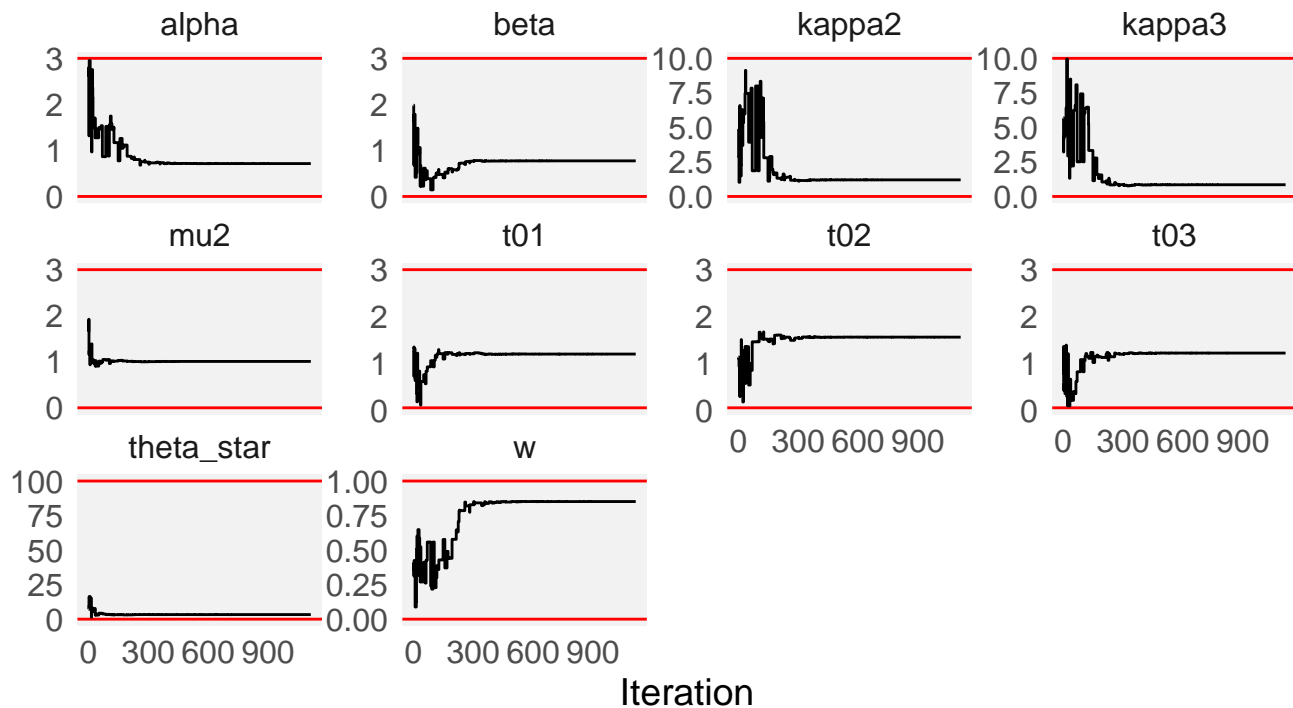 alpha beta kappa2 kappa3
3 3 10.0 10.0
2 2 7.5 7.5
5.0 5.0
1 1 2.5 2.5
0 0 0.0 0.0
mu2 t01 t02 t03
3 3 3 3
2 2 2 2
1 1 1 1
0 0 0 0
theta_star w
0 300 600 900 0 300 600 900
100 1.00
75 0.75
50 0.50
25 0.25
0 0.00
0 300 600 900 0 300 600 900
Iteration